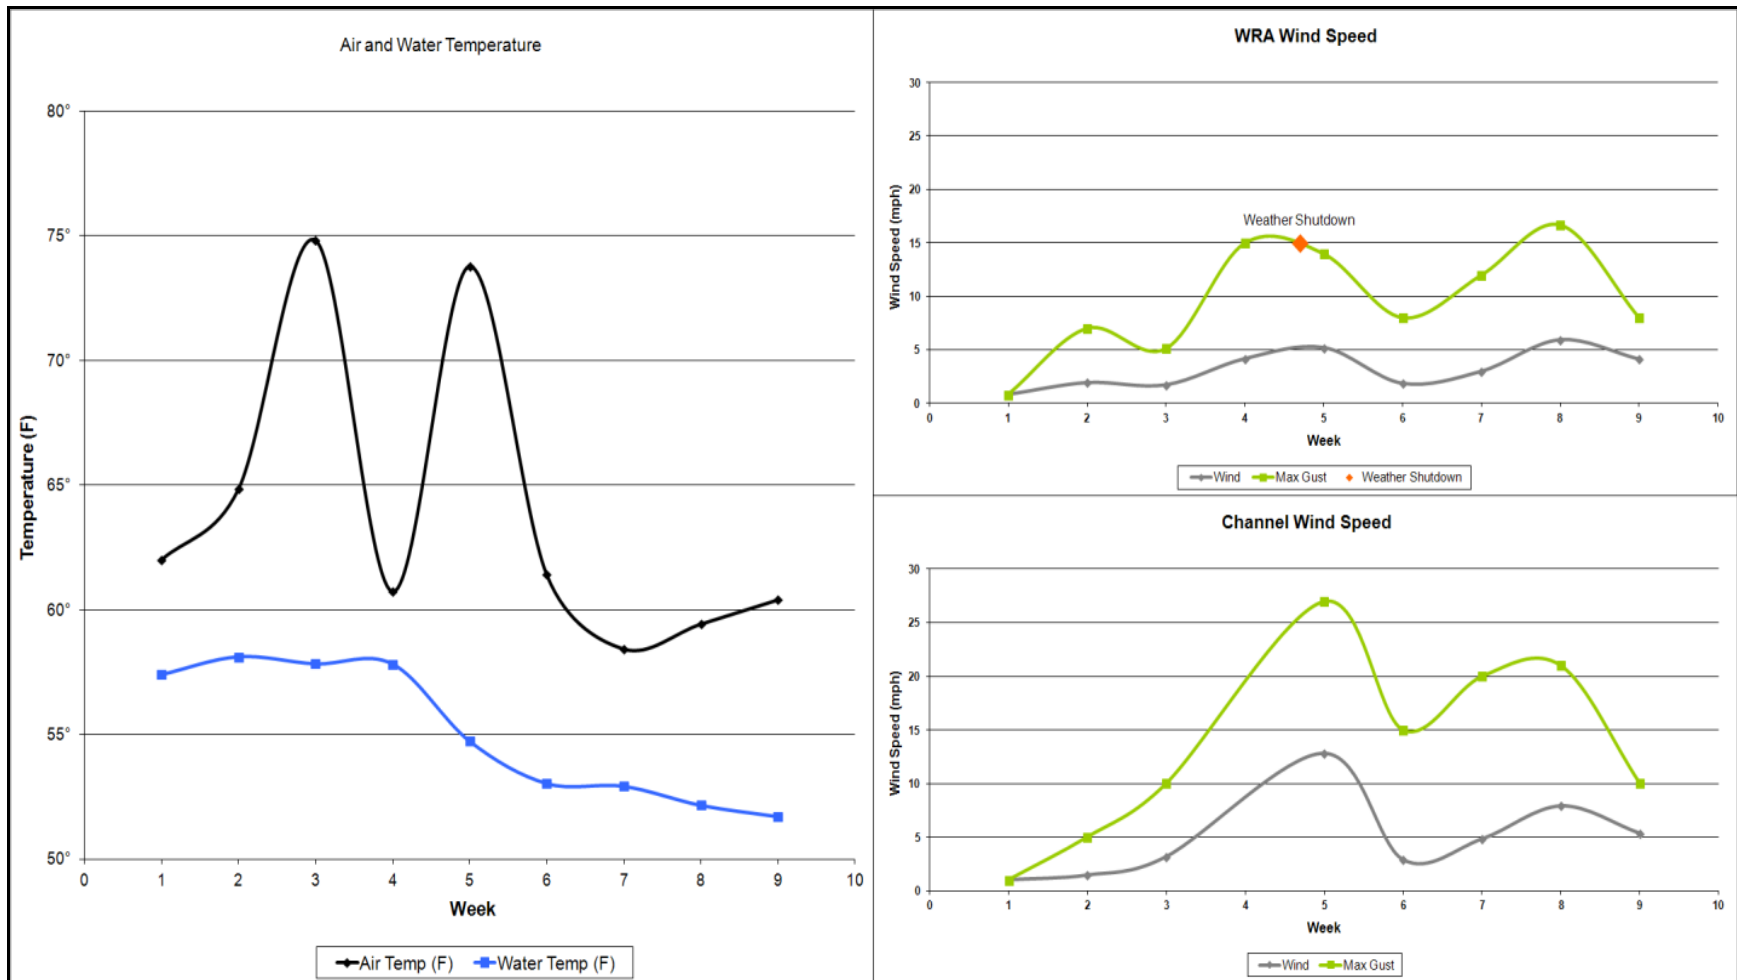 Air and Water Temperature
80°
75°
70°
65°
60°
55°
50°
Temperature (F)
0 1 2 3 4 5 6 7 8 9 10
Week
Air Temp (F) Water Temp (F)
WRA Wind Speed
30
25
20
15
10
5
0
Wind Speed (mph)
Weather Shutdown
0 1 2 3 4 5 6 7 8 9 10
Week
Wind Max Gust Weather Shutdown
Channel Wind Speed
30
25
20
15
10
5
0
Wind Speed (mph)
0 1 2 3 4 5 6 7 8 9 10
Week
Wind Max Gust